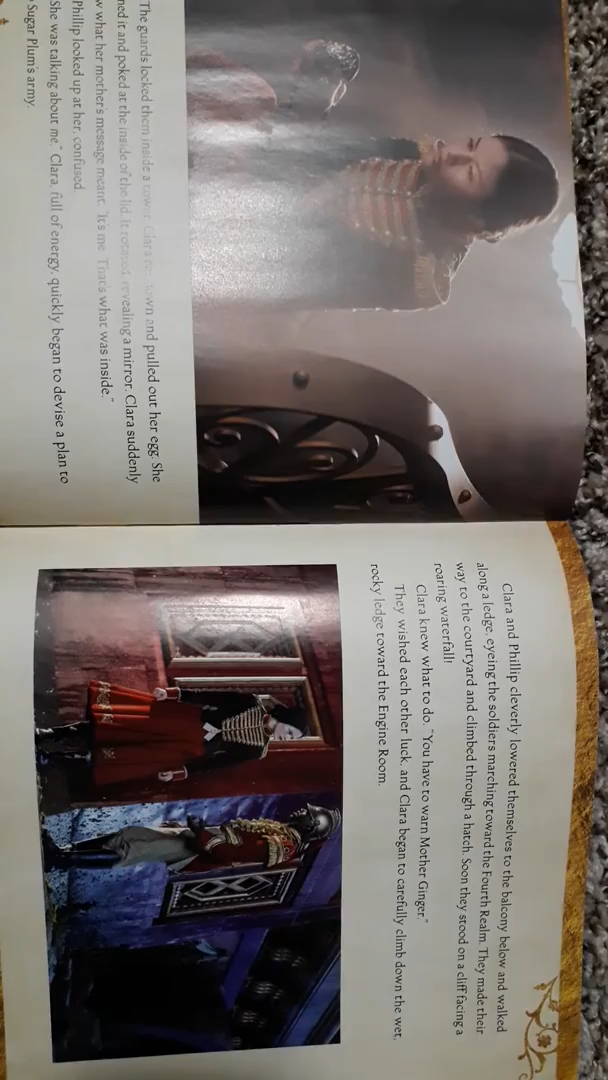 The guards locked them inside a tower. Clara sat down and pulled out her egg. She
ned it and poked at the inside of the lid. It rotated, revealing a mirror. Clara suddenly
w what her mother's message meant. "It's me. That's what was inside."
Phillip looked up at her, confused.
She was talking about me." Clara, full of energy, quickly began to devise a plan to
Sugar Plum's army.
Clara and Phillip cleverly lowered themselves to the balcony below and walked
along a ledge, eyeing the soldiers marching toward the Fourth Realm. They made their
way to the courtyard and climbed through a hatch. Soon they stood on a cliff facing a
roaring waterfall!
Clara knew what to do. "You have to warn Mother Ginger."
They wished each other luck, and Clara began to carefully climb down the wet,
rocky ledge toward the Engine Room.